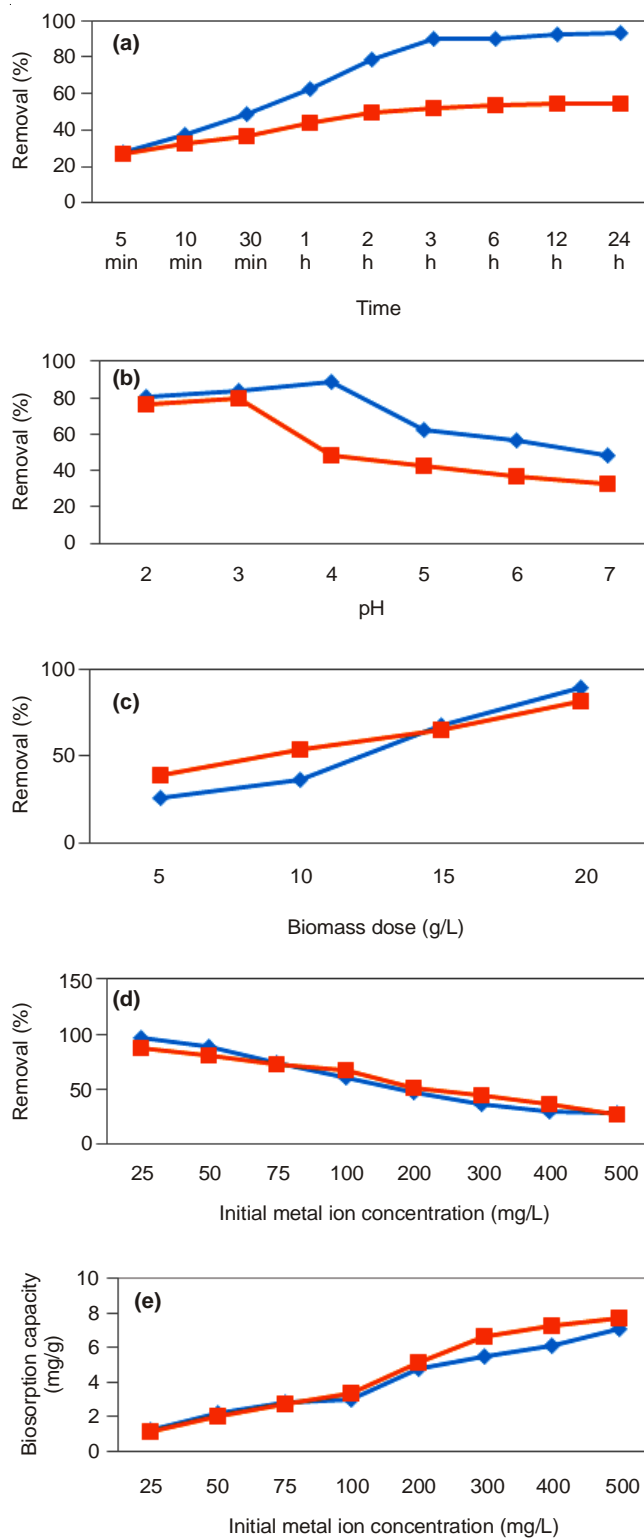 (a)
Removal (%)
100
80
60
40
20
0
5 10 30 1 2 3 6 12 24
min min min h h h h h h
Time
(b)
Removal (%)
100
80
60
40
20
0
2 3 4 5 6 7
pH
(c)
Removal (%)
100
50
0
5 10 15 20
Biomass dose (g/L)
(d)
Removal (%)
150
100
50
0
25 50 75 100 200 300 400 500
Initial metal ion concentration (mg/L)
(e)
Biosorption capacity
(mg/g)
10
8
6
4
2
0
25 50 75 100 200 300 400 500
Initial metal ion concentration (mg/L)